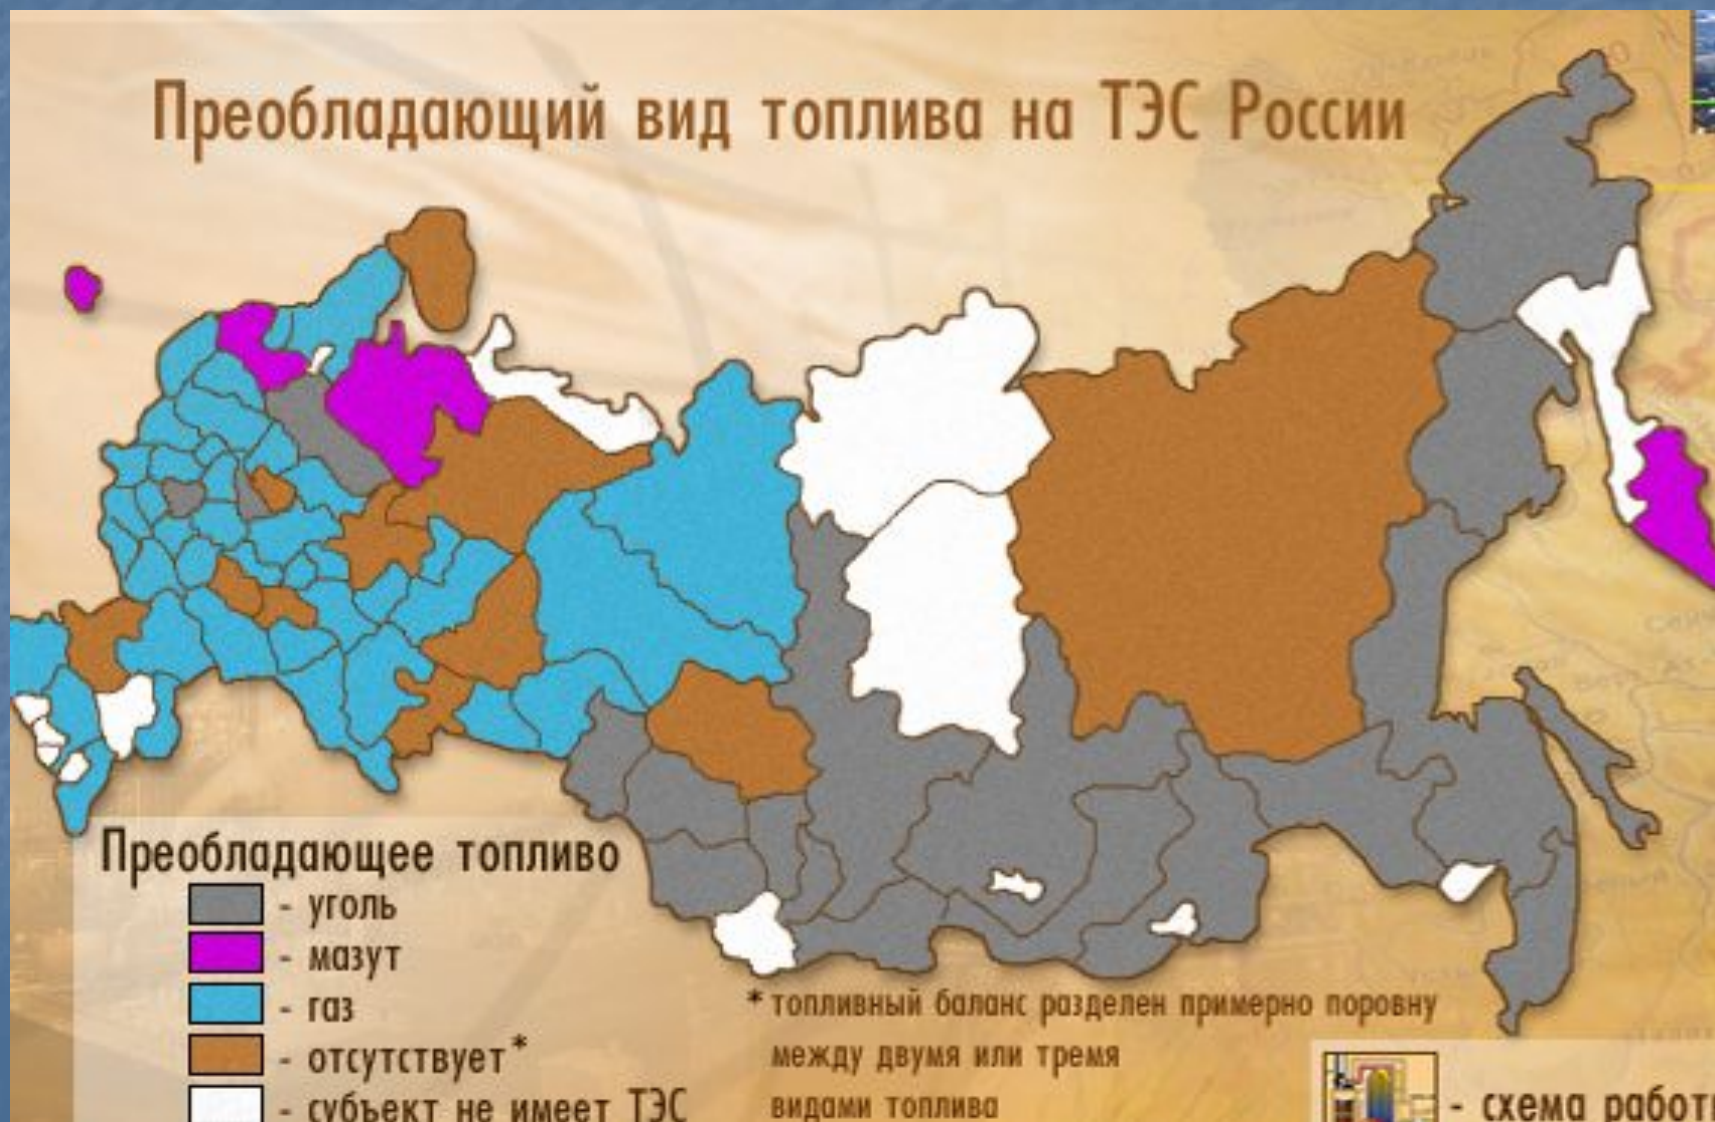 Преобладающий вид топлива на ТЭС России
Преобладающее топливо
- уголь
- мазут
- газ
- отсутствует*
- субъект не имеет ТЭС
* топливный баланс разделен примерно поровну
между двумя или тремя
видами топлива
- схема